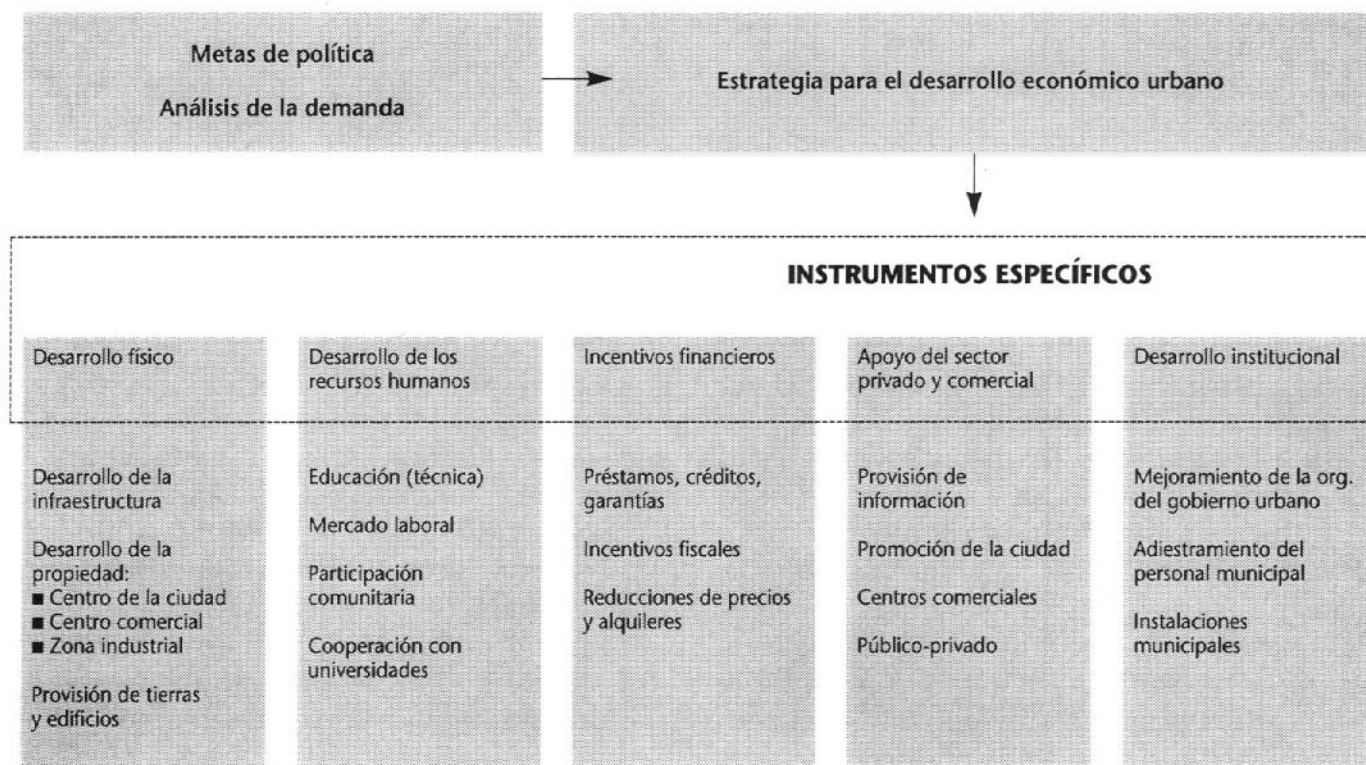 Metas de política
Análisis de la demanda
Estrategia para el desarrollo económico urbano
INSTRUMENTOS ESPECÍFICOS
Desarrollo físico
Desarrollo de los
recursos humanos
Incentivos financieros
Apoyo del sector
privado y comercial
Desarrollo institucional
Desarrollo de la
infraestructura
Desarrollo de la
propiedad:
■ Centro de la ciudad
■ Centro comercial
■ Zona industrial
Provisión de tierras
y edificios
Educación (técnica)
Mercado laboral
Participación
comunitaria
Cooperación con
universidades
Préstamos, créditos,
garantías
Incentivos fiscales
Reducciones de precios
y alquileres
Provisión de
información
Promoción de la ciudad
Centros comerciales
Público-privado
Mejoramiento de la org.
del gobierno urbano
Adiestramiento del
personal municipal
Instalaciones
municipales